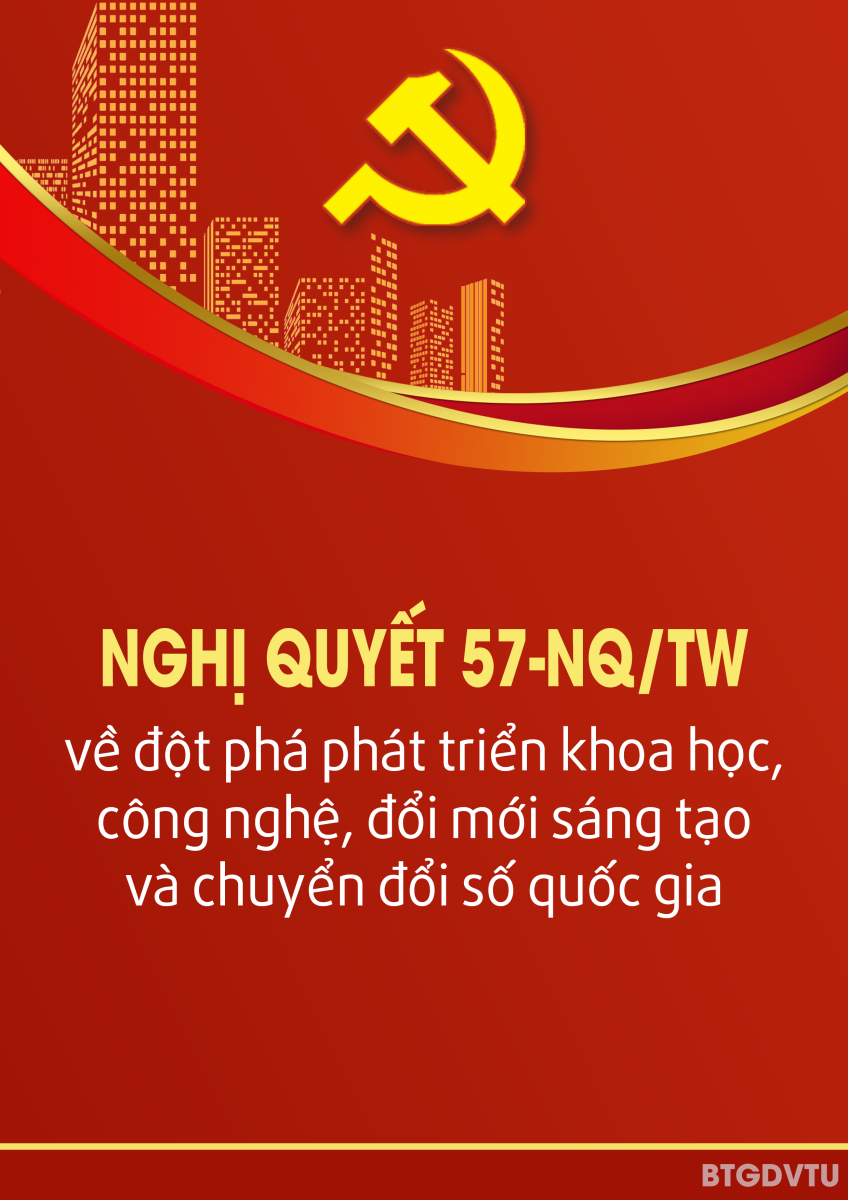 NGHỊ QUYẾT 57-NQ/TW
về đột phá phát triển khoa học,
công nghệ, đổi mới sáng tạo
và chuyển đổi số quốc gia
BTGDVTU